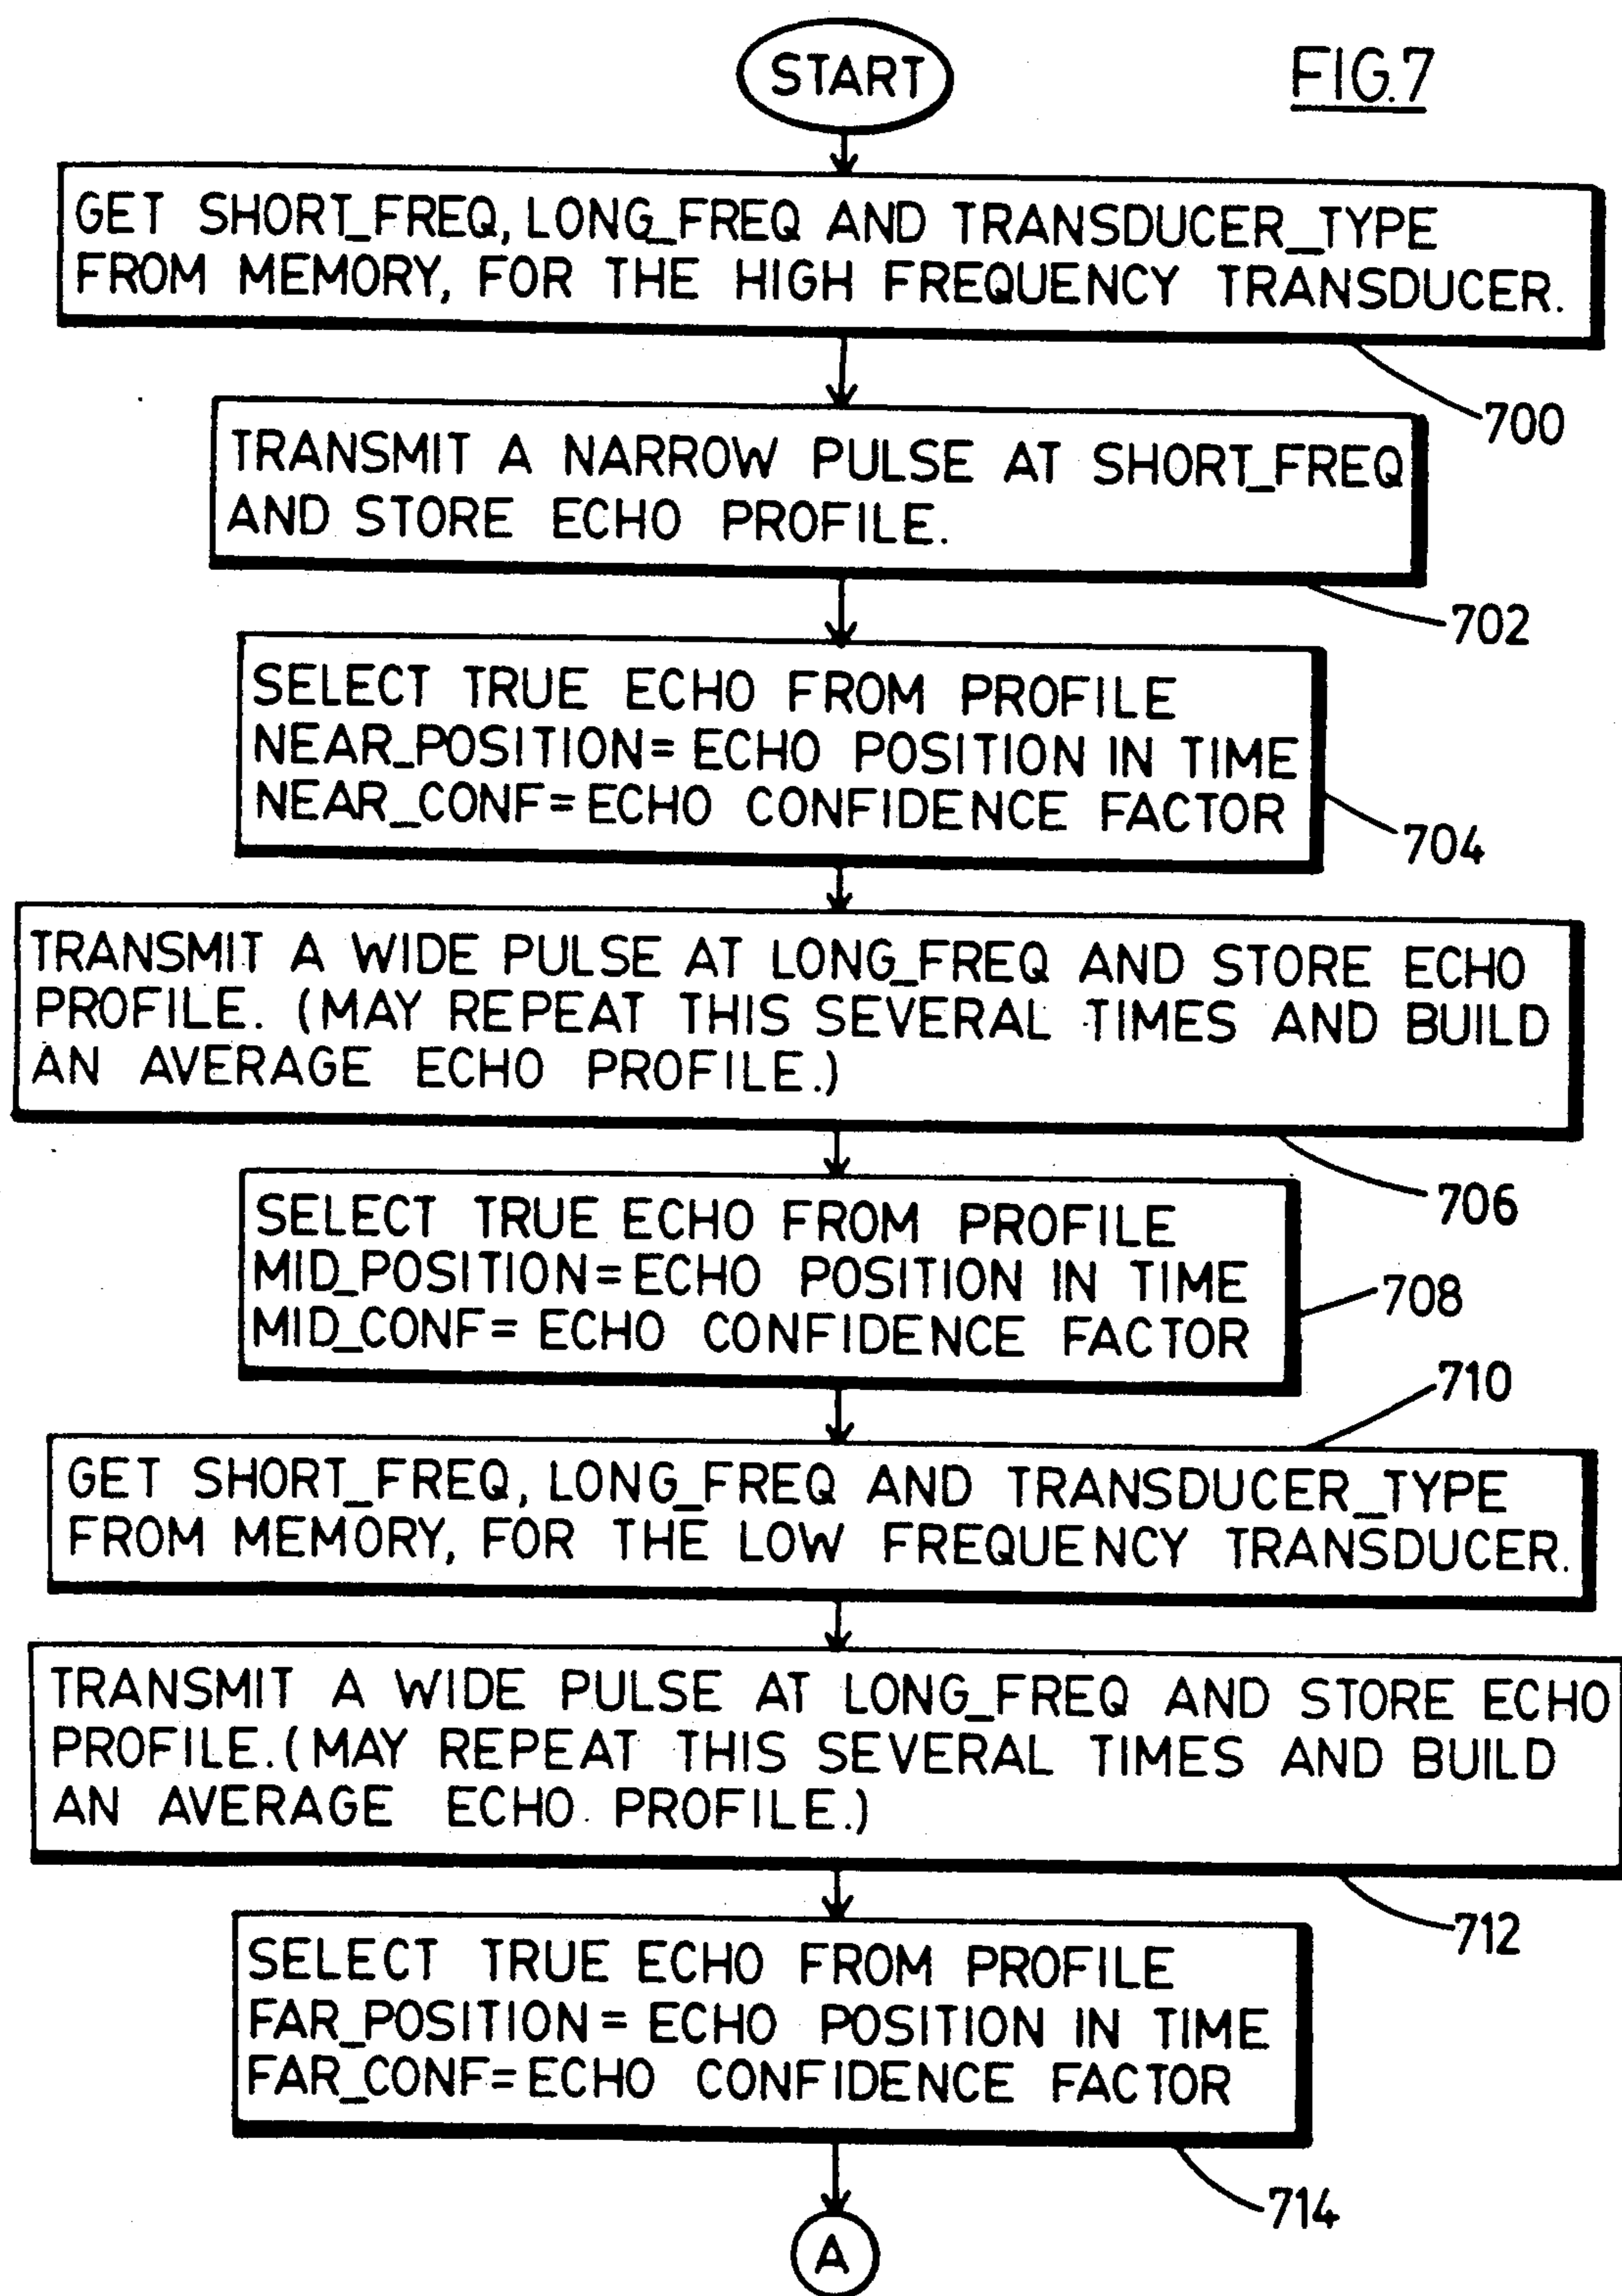 START
FIG.7
GET SHORT_FREQ, LONG_FREQ AND TRANSDUCER_TYPE
FROM MEMORY, FOR THE HIGH FREQUENCY TRANSDUCER.
700
TRANSMIT A NARROW PULSE AT SHORT_FREQ
AND STORE ECHO PROFILE.
702
SELECT TRUE ECHO FROM PROFILE
NEAR_POSITION= ECHO POSITION IN TIME
NEAR_CONF= ECHO CONFIDENCE FACTOR
704
TRANSMIT A WIDE PULSE AT LONG_FREQ AND STORE ECHO
PROFILE. (MAY REPEAT THIS SEVERAL TIMES AND BUILD
AN AVERAGE ECHO PROFILE.)
706
SELECT TRUE ECHO FROM PROFILE
MID_POSITION= ECHO POSITION IN TIME
MID_CONF= ECHO CONFIDENCE FACTOR
708
710
GET SHORT_FREQ, LONG_FREQ AND TRANSDUCER_TYPE
FROM MEMORY, FOR THE LOW FREQUENCY TRANSDUCER.
TRANSMIT A WIDE PULSE AT LONG_FREQ AND STORE ECHO
PROFILE. (MAY REPEAT THIS SEVERAL TIMES AND BUILD
AN AVERAGE ECHO PROFILE.)
712
SELECT TRUE ECHO FROM PROFILE
FAR_POSITION= ECHO POSITION IN TIME
FAR_CONF= ECHO CONFIDENCE FACTOR
714
A